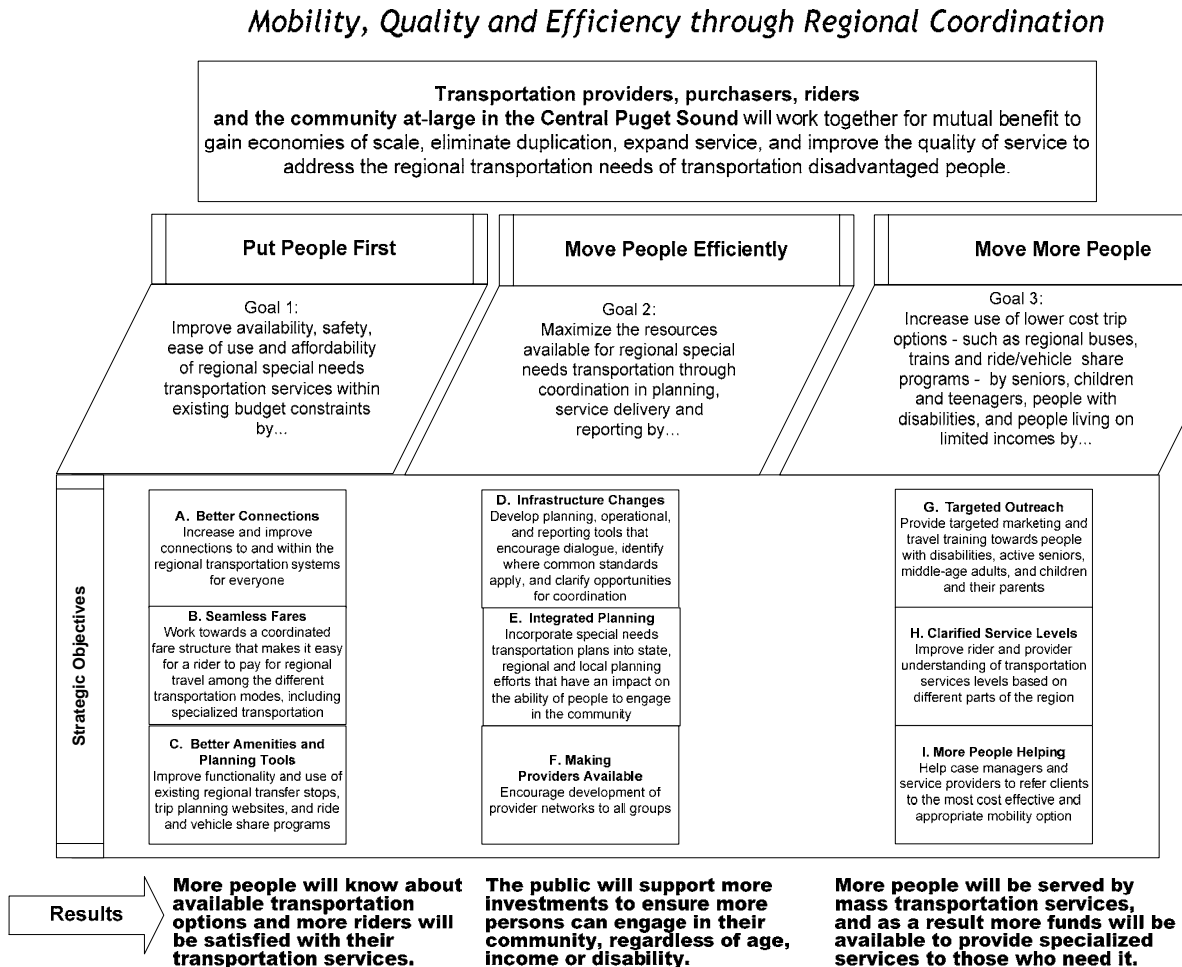 Mobility, Quality and Efficiency through Regional Coordination
Transportation providers, purchasers, riders
and the community at-large in the Central Puget Sound will work together for mutual benefit to
gain economies of scale, eliminate duplication, expand service, and improve the quality of service to
address the regional transportation needs of transportation disadvantaged people.
Put People First
Goal 1:
Improve availability, safety,
ease of use and affordability
of regional special needs
transportation services within
existing budget constraints
by…
Move People Efficiently
Goal 2:
Maximize the resources
available for regional special
needs transportation through
coordination in planning,
service delivery and
reporting by…
Move More People
Goal 3:
Increase use of lower cost trip
options - such as regional buses,
trains and ride/vehicle share
programs - by seniors, children
and teenagers, people with
disabilities, and people living on
limited incomes by…
Strategic Objectives
A. Better Connections
Increase and improve
connections to and within the
regional transportation systems
for everyone
B. Seamless Fares
Work towards a coordinated
fare structure that makes it easy
for a rider to pay for regional
travel among the different
transportation modes, including
specialized transportation
C. Better Amenities and
Planning Tools
Improve functionality and use of
existing regional transfer stops,
trip planning websites, and ride
and vehicle share programs
D. Infrastructure Changes
Develop planning, operational,
and reporting tools that
encourage dialogue, identify
where common standards
apply, and clarify opportunities
for coordination
E. Integrated Planning
Incorporate special needs
transportation plans into state,
regional and local planning
efforts that have an impact on
the ability of people to engage
in the community
F. Making
Providers Available
Encourage development of
provider networks to all groups
G. Targeted Outreach
Provide targeted marketing and
travel training towards people
with disabilities, active seniors,
middle-age adults, and children
and their parents
H. Clarified Service Levels
Improve rider and provider
understanding of transportation
services levels based on
different parts of the region
I. More People Helping
Help case managers and
service providers to refer clients
to the most cost effective and
appropriate mobility option
Results
More people will know about
available transportation
options and more riders will
be satisfied with their
transportation services.
The public will support more
investments to ensure more
persons can engage in their
community, regardless of age,
income or disability.
More people will be served by
mass transportation services,
and as a result more funds will be
available to provide specialized
services to those who need it.